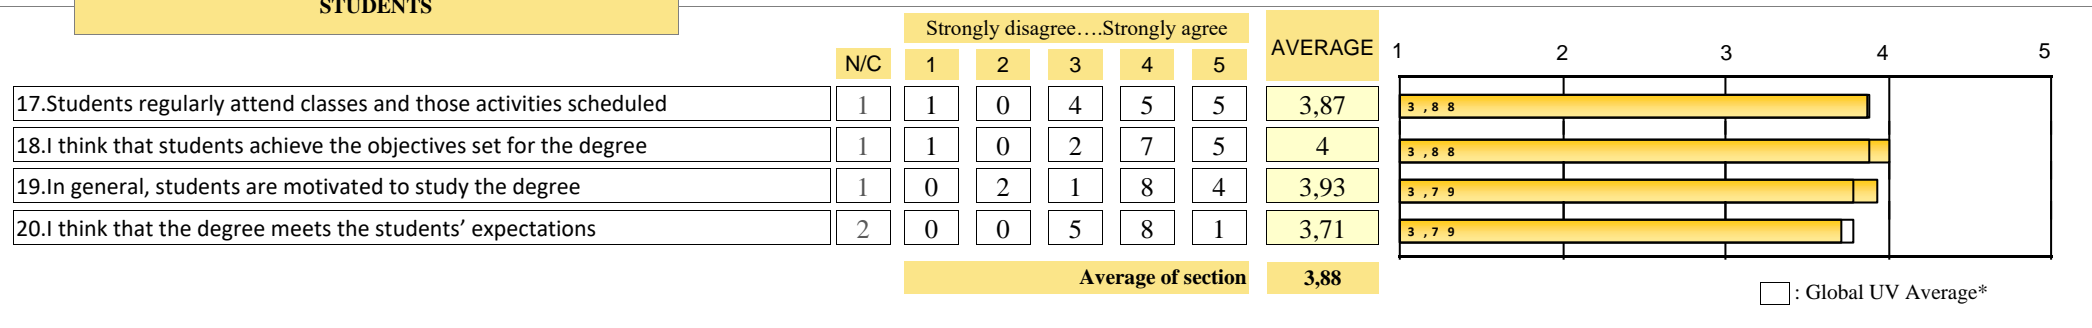 STUDENTS
Strongly disagree….Strongly agree
AVERAGE
1 2 3 4 5
N/C 1 2 3 4 5
17.Students regularly attend classes and those activities scheduled 1 1 0 4 5 5 3,87 3,88
18.I think that students achieve the objectives set for the degree 1 1 0 2 7 5 4 3,88
19.In general, students are motivated to study the degree 1 0 2 1 8 4 3,93 3,79
20.I think that the degree meets the students’ expectations 2 0 0 5 8 1 3,71 3,79
Average of section 3,88
: Global UV Average*